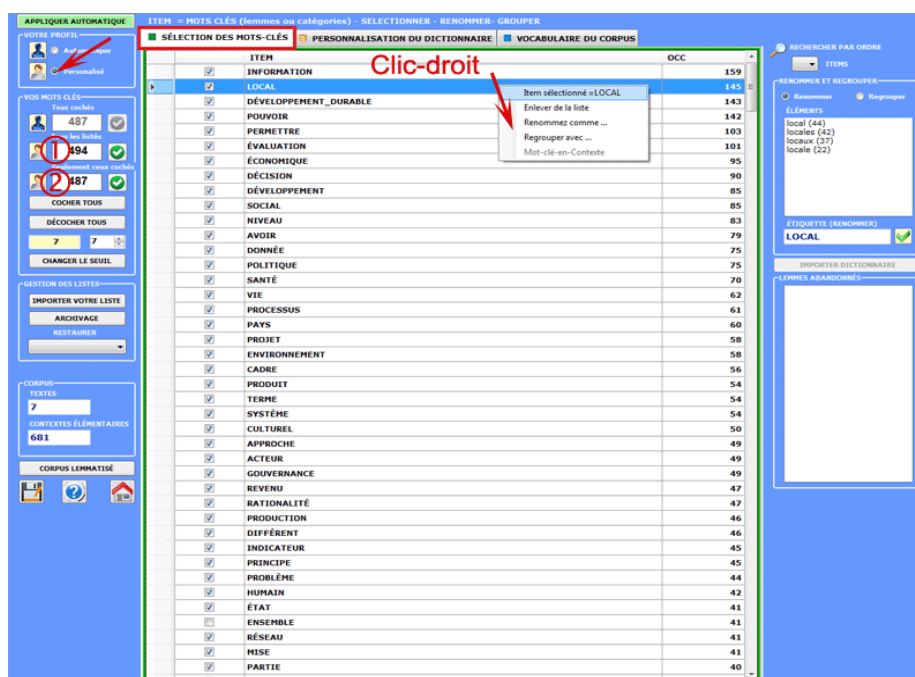 APPLIQUER AUTOMATIQUE
ITEM = MOTS CLÉS (lemmes ou catégories) - SELECTIONNER - RENOMMER- GROUPER
VOTRE PROFIL
Automatique
Personalisé
VOS MOTS CLÉS
Tous cochés
487
les listés
1
494
Seulement ceux cochés
2
487
COCHER TOUS
DÉCOCHER TOUS
7
7
CHANGER LE SEUIL
GESTION DES LISTES
IMPORTER VOTRE LISTE
ARCHIVAGE
RESTAURER
CORPUS
TEXTES
7
CONTEXTES ÉLÉMENTAIRES
681
CORPUS LEMMATISÉ
SÉLECTION DES MOTS-CLÉS
PERSONNALISATION DU DICTIONNAIRE
VOCABULAIRE DU CORPUS
Clic-droit
ITEM OCC
INFORMATION 159
LOCAL 145
DÉVELOPPEMENT_DURABLE 143
POUVOIR 142
PERMETTRE 103
ÉVALUATION 101
ÉCONOMIQUE 95
DÉCISION 90
DÉVELOPPEMENT 85
SOCIAL 85
NIVEAU 83
AVOIR 79
DONNÉE 75
POLITIQUE 75
SANTÉ 70
VIE 62
PROCESSUS 61
PAYS 60
PROJET 58
ENVIRONNEMENT 58
CADRE 56
PRODUIT 54
TERME 54
SYSTÈME 54
CULTUREL 50
APPROCHE 49
ACTEUR 49
GOUVERNANCE 49
REVENU 47
RATIONALITÉ 47
PRODUCTION 46
DIFFÉRENT 46
INDICATEUR 45
PRINCIPE 45
PROBLÈME 44
HUMAIN 42
ÉTAT 41
ENSEMBLE 41
RÉSEAU 41
MISE 41
PARTIE 40
Item sélectionné =LOCAL
Enlever de la liste
Renommez comme ...
Regrouper avec ...
Mot-clé-en-Contexte
RECHERCHER PAR ORDRE
ITEMS
RENOMMER ET REGROUPER
Renommer
Regrouper
ÉLÉMENTS
local (44)
locales (42)
locaux (37)
locale (22)
ÉTIQUETTE (RENOMMER)
LOCAL
IMPORTER DICTIONNAIRE
LEMMES ABANDONNÉS